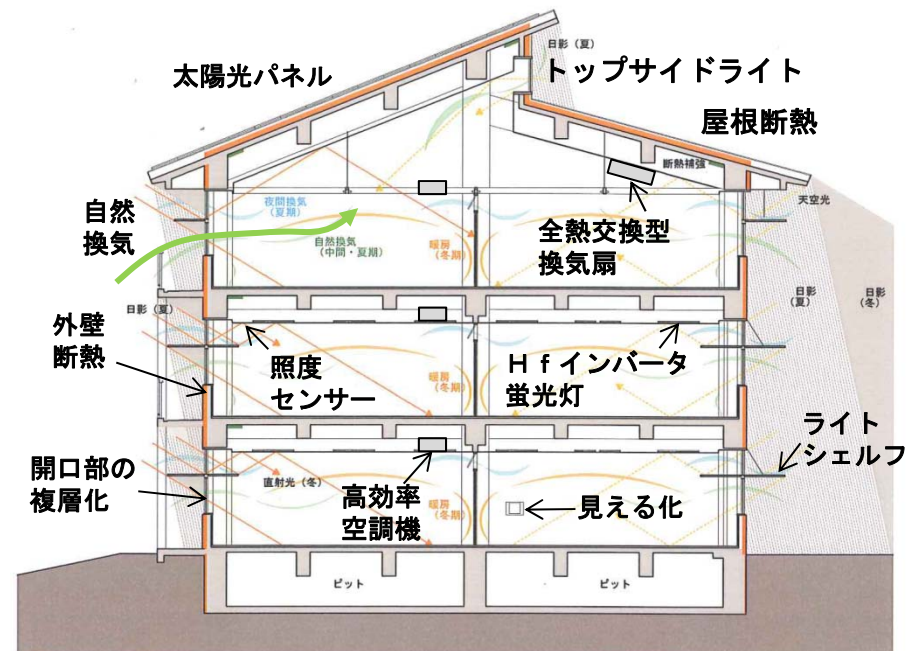 日影（夏）
太陽光パネル
トップサイドライト
屋根断熱
断熱補強
天空光
自然
換気
夜間換気
（夏期）
自然換気
（中間・夏期）
暖房
（冬期）
全熱交換型
換気扇
日影（夏）
日影
（夏）
日影
（冬）
外壁
断熱
照度
センサー
暖房
（冬期）
Ｈｆインバータ
蛍光灯
ライト
シェルフ
開口部の
複層化
直射光（冬）
高効率
空調機
暖房
（冬期）
見える化
ピット
ピット